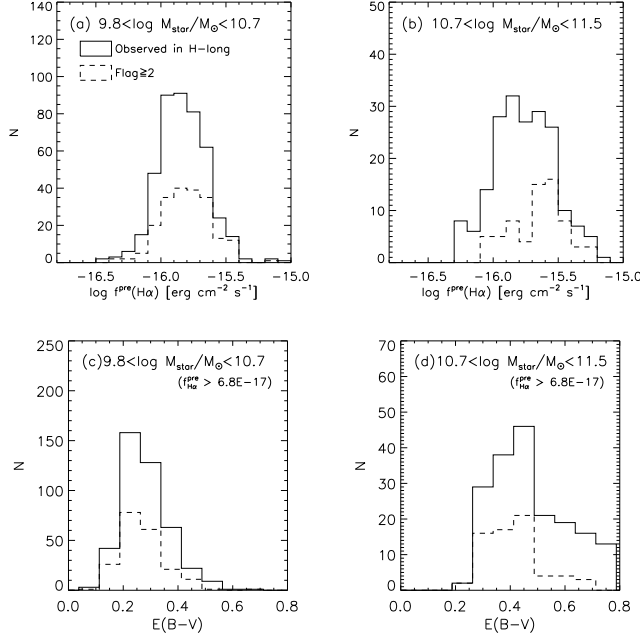 (a) 9.8<log M_star/M_⊙<10.7
Observed in H-long
Flag≧2
N
140
120
100
80
60
40
20
0
−16.5 −16.0 −15.5 −15.0
log f^pre(Hα) [erg cm^−2 s^−1]
(b) 10.7<log M_star/M_⊙<11.5
N
50
40
30
20
10
0
−16.5 −16.0 −15.5 −15.0
log f^pre(Hα) [erg cm^−2 s^−1]
(c)9.8<log M_star/M_⊙<10.7
(f^pre_Hα > 6.8E−17)
N
250
200
150
100
50
0
0.0 0.2 0.4 0.6 0.8
E(B−V)
(d)10.7<log M_star/M_⊙<11.5
(f^pre_Hα > 6.8E−17)
N
70
60
50
40
30
20
10
0
0.0 0.2 0.4 0.6 0.8
E(B−V)